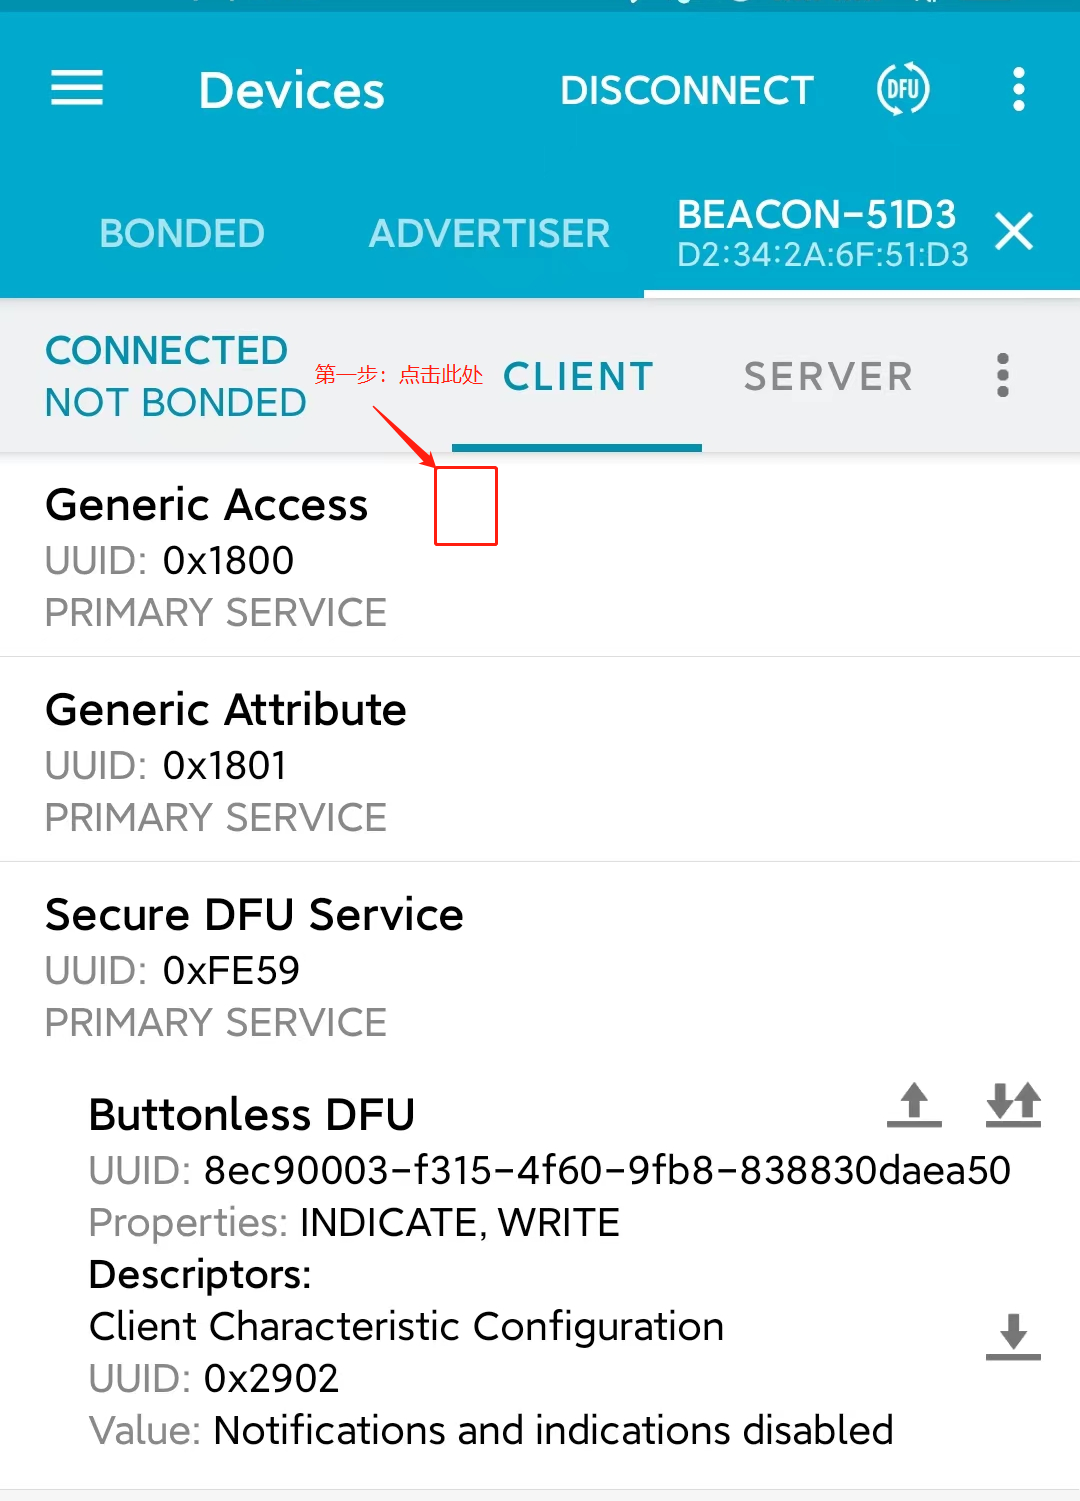 Devices
DISCONNECT
DFU
BONDED
ADVERTISER
BEACON-51D3
D2:34:2A:6F:51:D3
CONNECTED
NOT BONDED
第一步：点击此处
CLIENT
SERVER
Generic Access
UUID: 0x1800
PRIMARY SERVICE
Generic Attribute
UUID: 0x1801
PRIMARY SERVICE
Secure DFU Service
UUID: 0xFE59
PRIMARY SERVICE
Buttonless DFU
UUID: 8ec90003-f315-4f60-9fb8-838830daea50
Properties: INDICATE, WRITE
Descriptors:
Client Characteristic Configuration
UUID: 0x2902
Value: Notifications and indications disabled